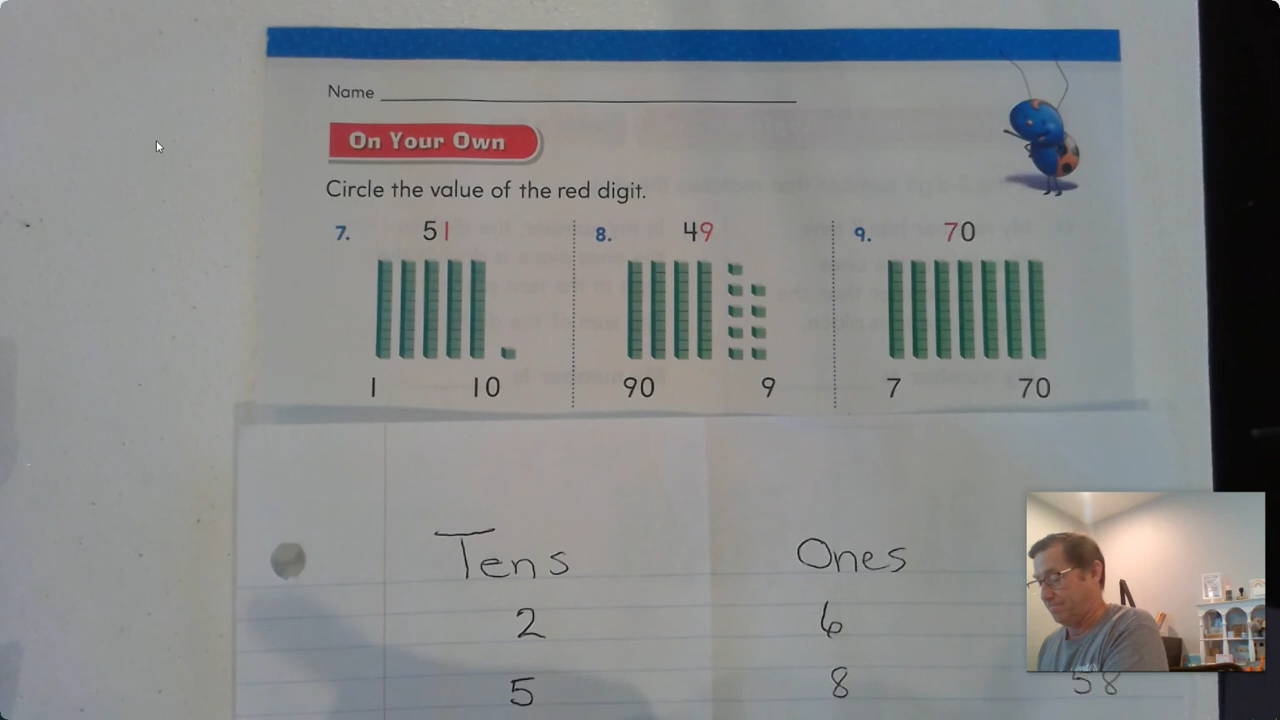 Name
On Your Own
Circle the value of the red digit.
7. 51 8. 49 9. 70
1 10 90 9 7 70
Tens Ones
2 6
5 8 58